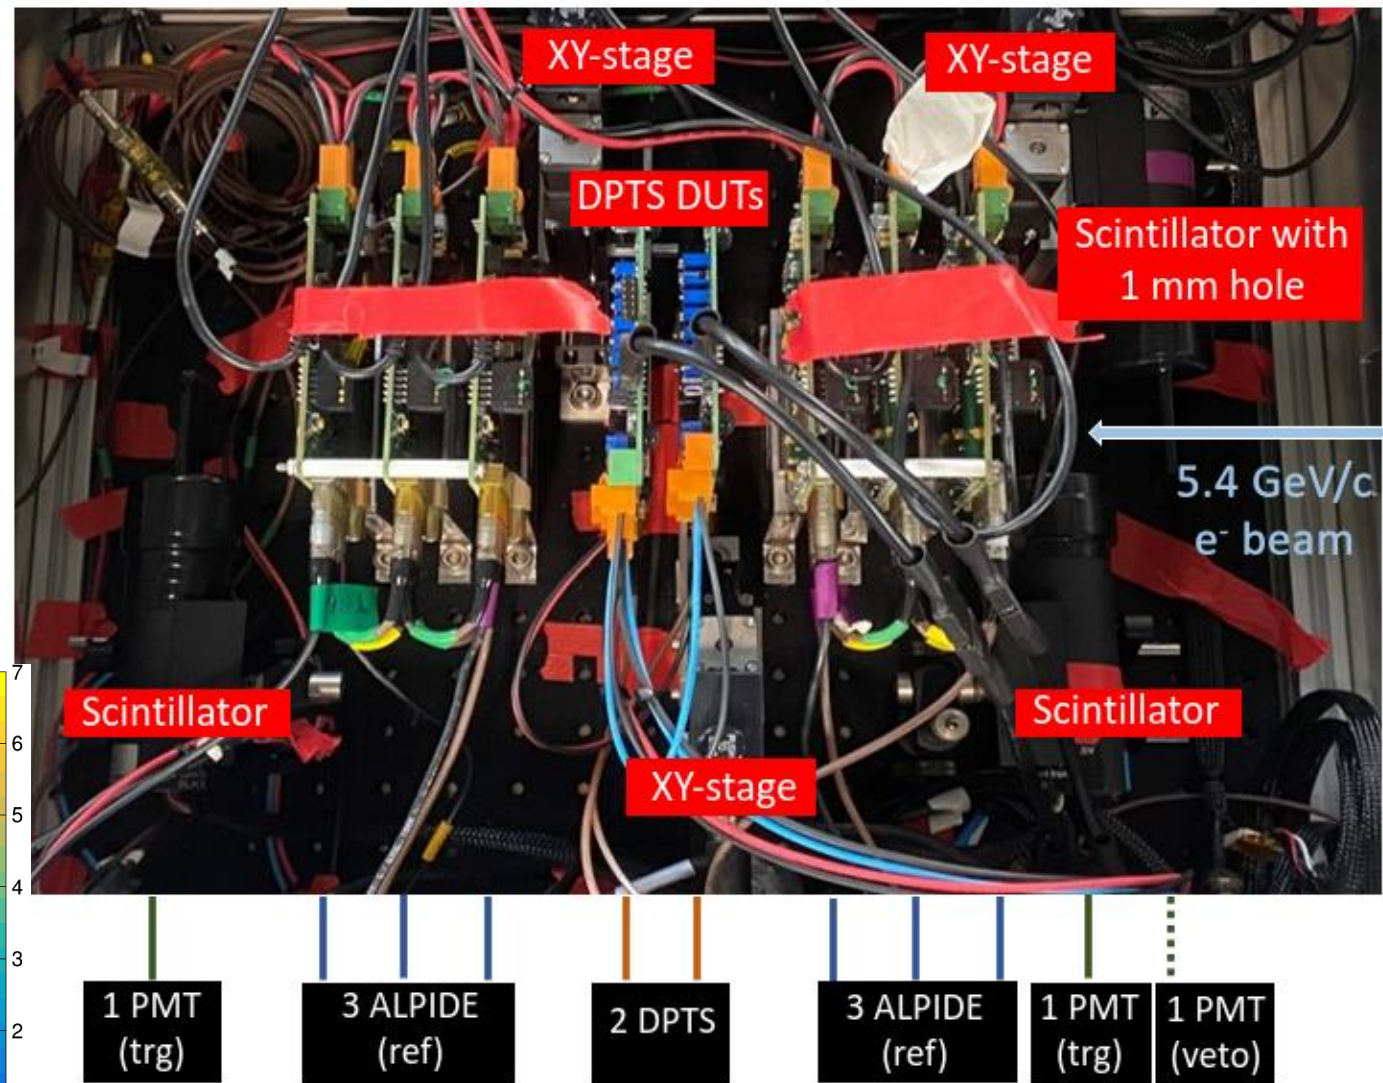 XY-stage
XY-stage
DPTS DUTs
Scintillator with
1 mm hole
5.4 GeV/c
e⁻ beam
Scintillator
Scintillator
XY-stage
7
6
5
4
3
2
1 PMT
(trg)
3 ALPIDE
(ref)
2 DPTS
3 ALPIDE
(ref)
1 PMT
(trg)
1 PMT
(veto)